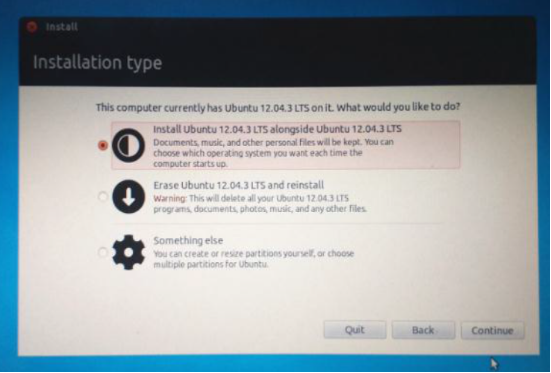 Install
Installation type
This computer currently has Ubuntu 12.04.3 LTS on it. What would you like to do?
Install Ubuntu 12.04.3 LTS alongside Ubuntu 12.04.3 LTS
Documents, music, and other personal files will be kept. You can
choose which operating system you want each time the
computer starts up.
Erase Ubuntu 12.04.3 LTS and reinstall
Warning: This will delete all your Ubuntu 12.04.3 LTS
programs, documents, photos, music, and any other files.
Something else
You can create or resize partitions yourself, or choose
multiple partitions for Ubuntu.
Quit Back Continue